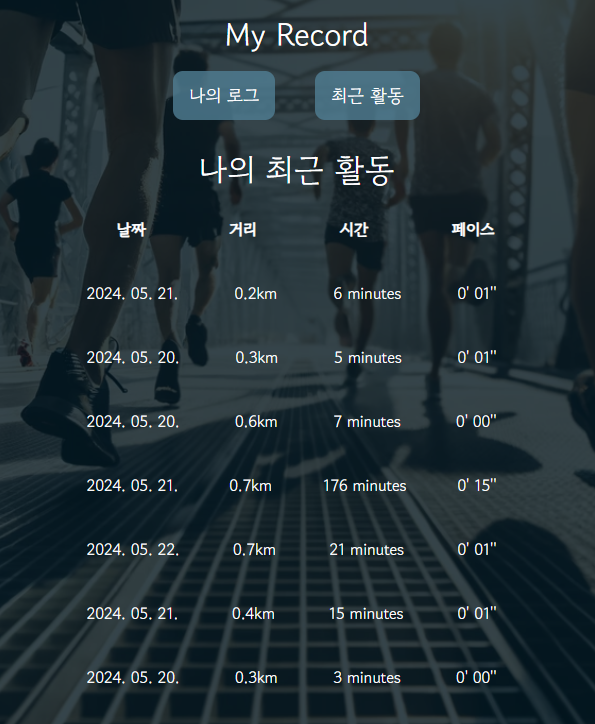 My Record
나의 로그 최근 활동
나의 최근 활동
날짜 거리 시간 페이스
2024. 05. 21. 0.2km 6 minutes 0' 01"
2024. 05. 20. 0.3km 5 minutes 0' 01"
2024. 05. 20. 0.6km 7 minutes 0' 00"
2024. 05. 21. 0.7km 176 minutes 0' 15"
2024. 05. 22. 0.7km 21 minutes 0' 01"
2024. 05. 21. 0.4km 15 minutes 0' 01"
2024. 05. 20. 0.3km 3 minutes 0' 00"